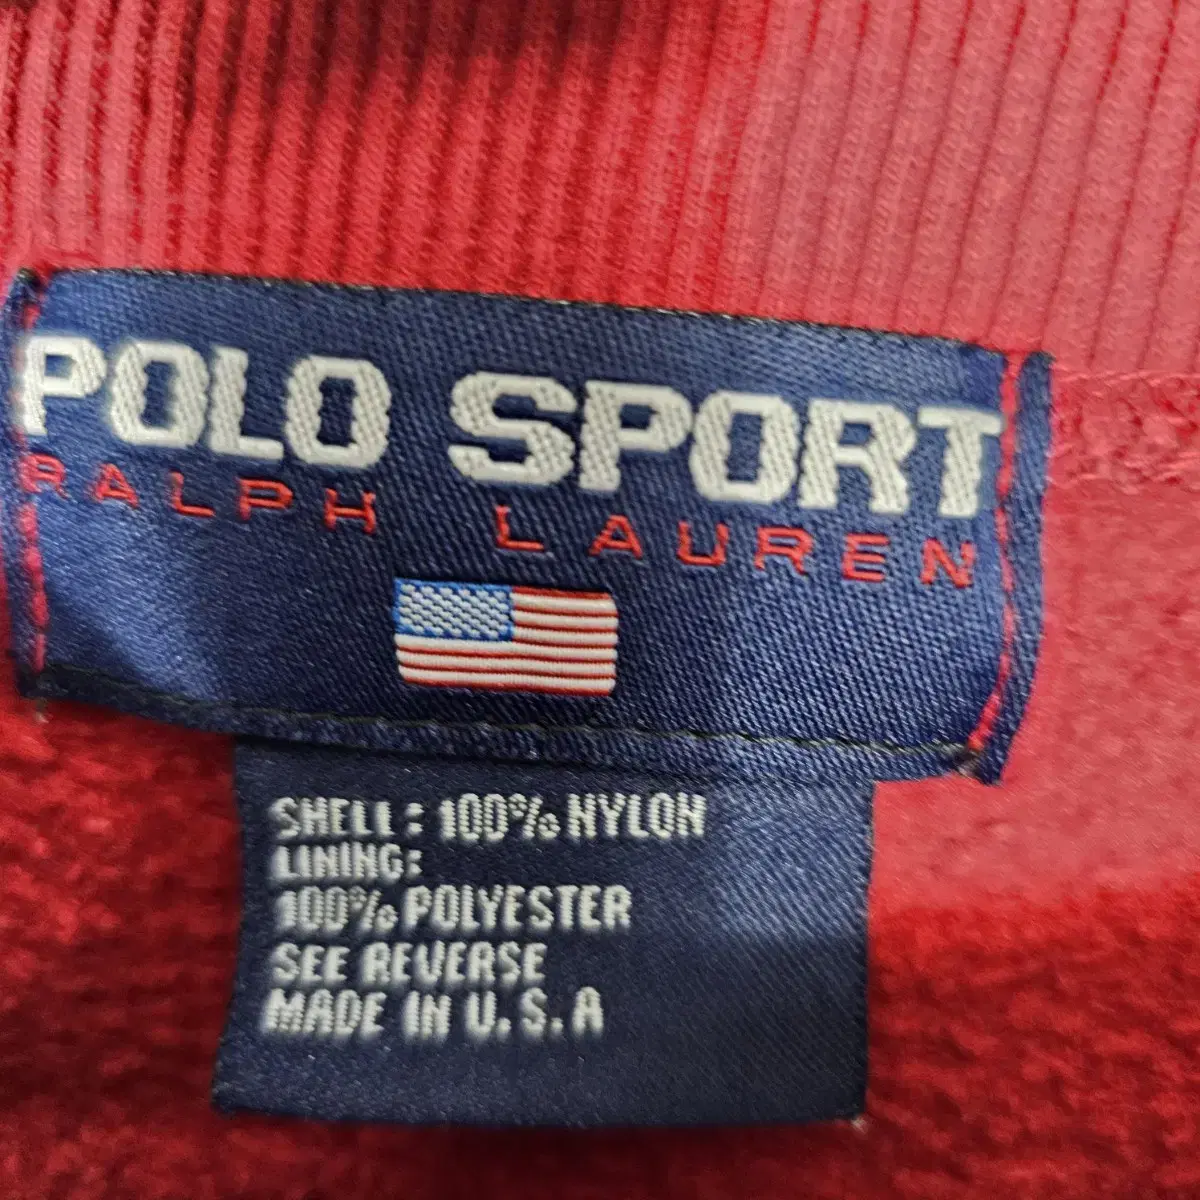 POLO SPORT
RALPH LAUREN
SHELL: 100% NYLON
LINING:
100% POLYESTER
SEE REVERSE
MADE IN U.S.A